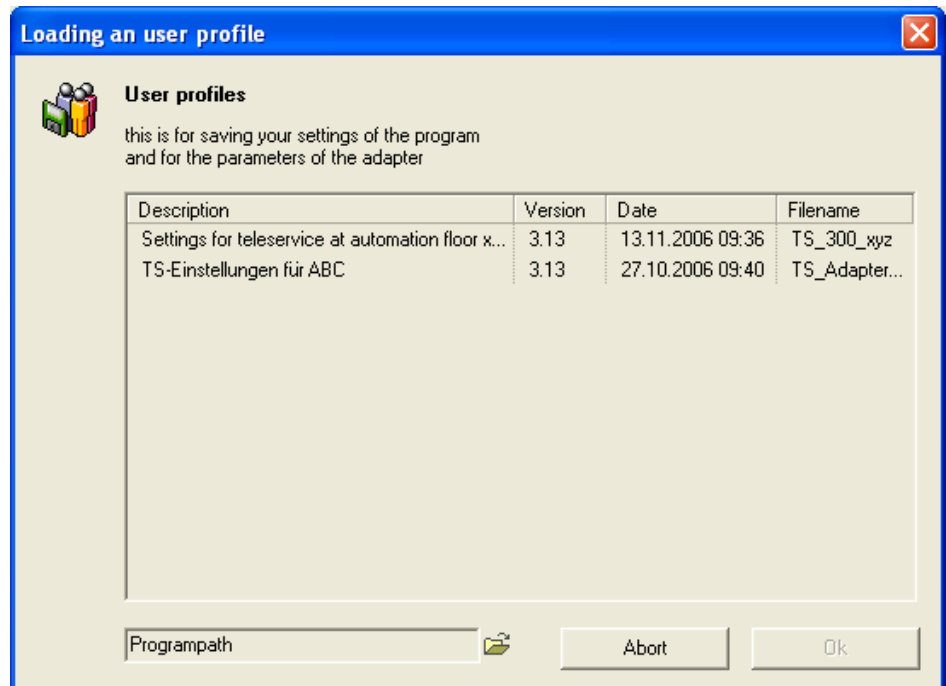 Loading an user profile
User profiles
this is for saving your settings of the program
and for the parameters of the adapter
Description Version Date Filename
Settings for teleservice at automation floor x... 3.13 13.11.2006 09:36 TS_300_xyz
TS-Einstellungen für ABC 3.13 27.10.2006 09:40 TS_Adapter...
Programpath Abort Ok